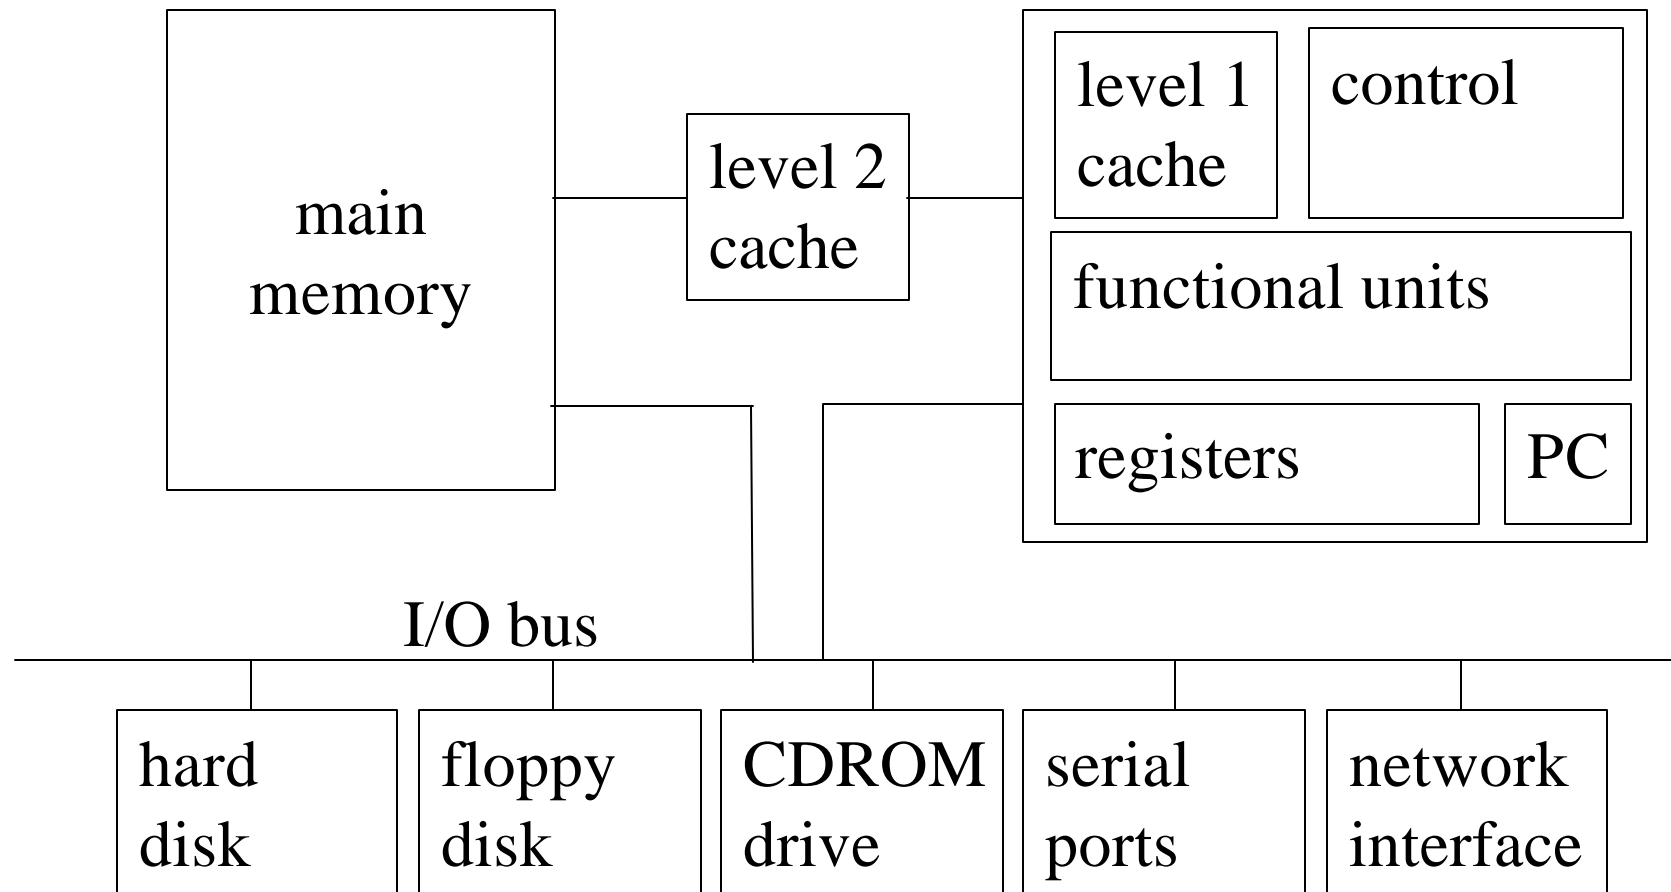 main
memory
level 2
cache
level 1
cache
control
functional units
registers
PC
I/O bus
hard
disk
floppy
disk
CDROM
drive
serial
ports
network
interface